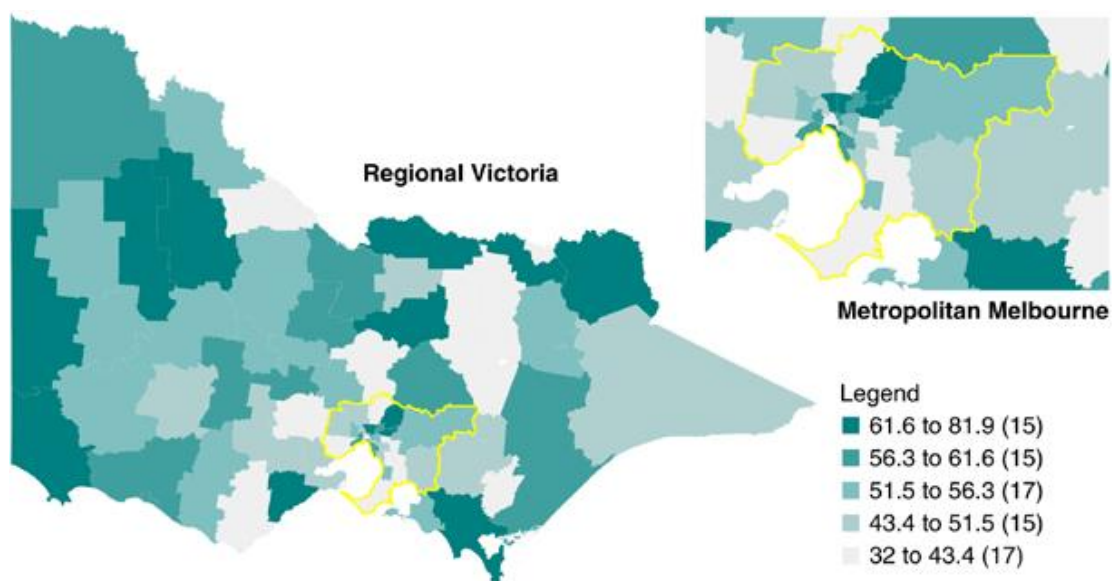 Regional Victoria
Metropolitan Melbourne
Legend
61.6 to 81.9 (15)
56.3 to 61.6 (15)
51.5 to 56.3 (17)
43.4 to 51.5 (15)
32 to 43.4 (17)